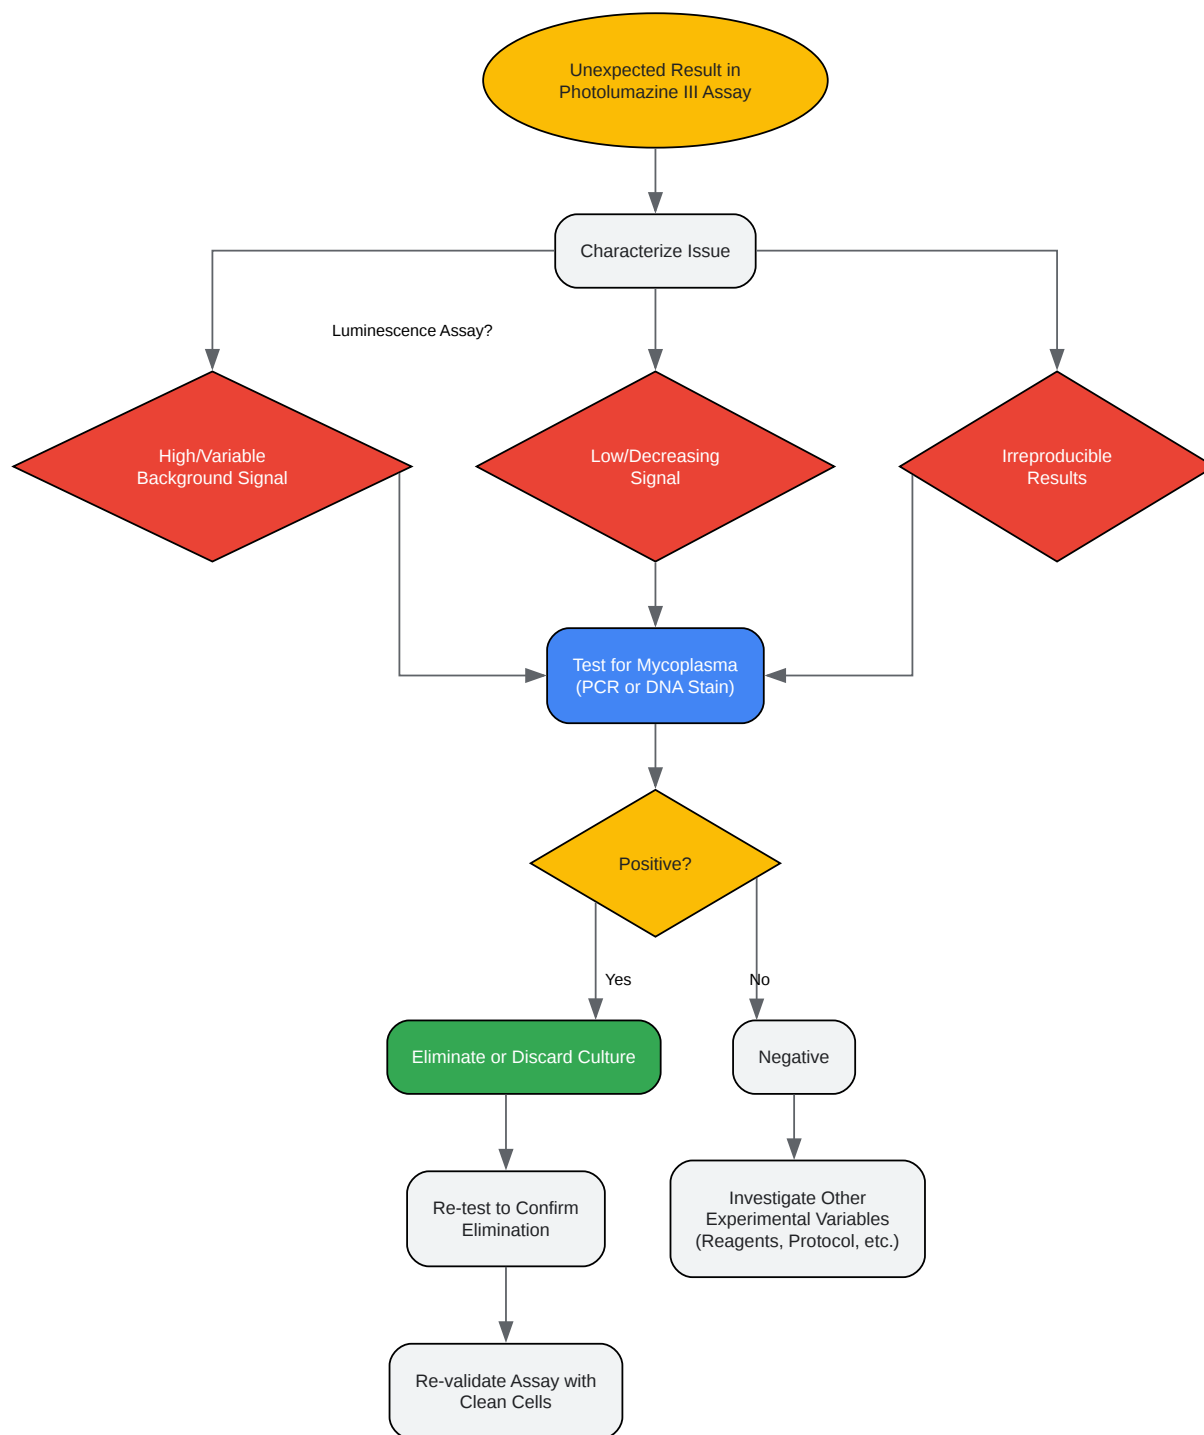 Unexpected Result in
Photolumazine III Assay
Characterize Issue
Luminescence Assay?
High/Variable
Background Signal
Low/Decreasing
Signal
Irreproducible
Results
Test for Mycoplasma
(PCR or DNA Stain)
Positive?
Yes
No
Eliminate or Discard Culture
Negative
Re-test to Confirm
Elimination
Investigate Other
Experimental Variables
(Reagents, Protocol, etc.)
Re-validate Assay with
Clean Cells